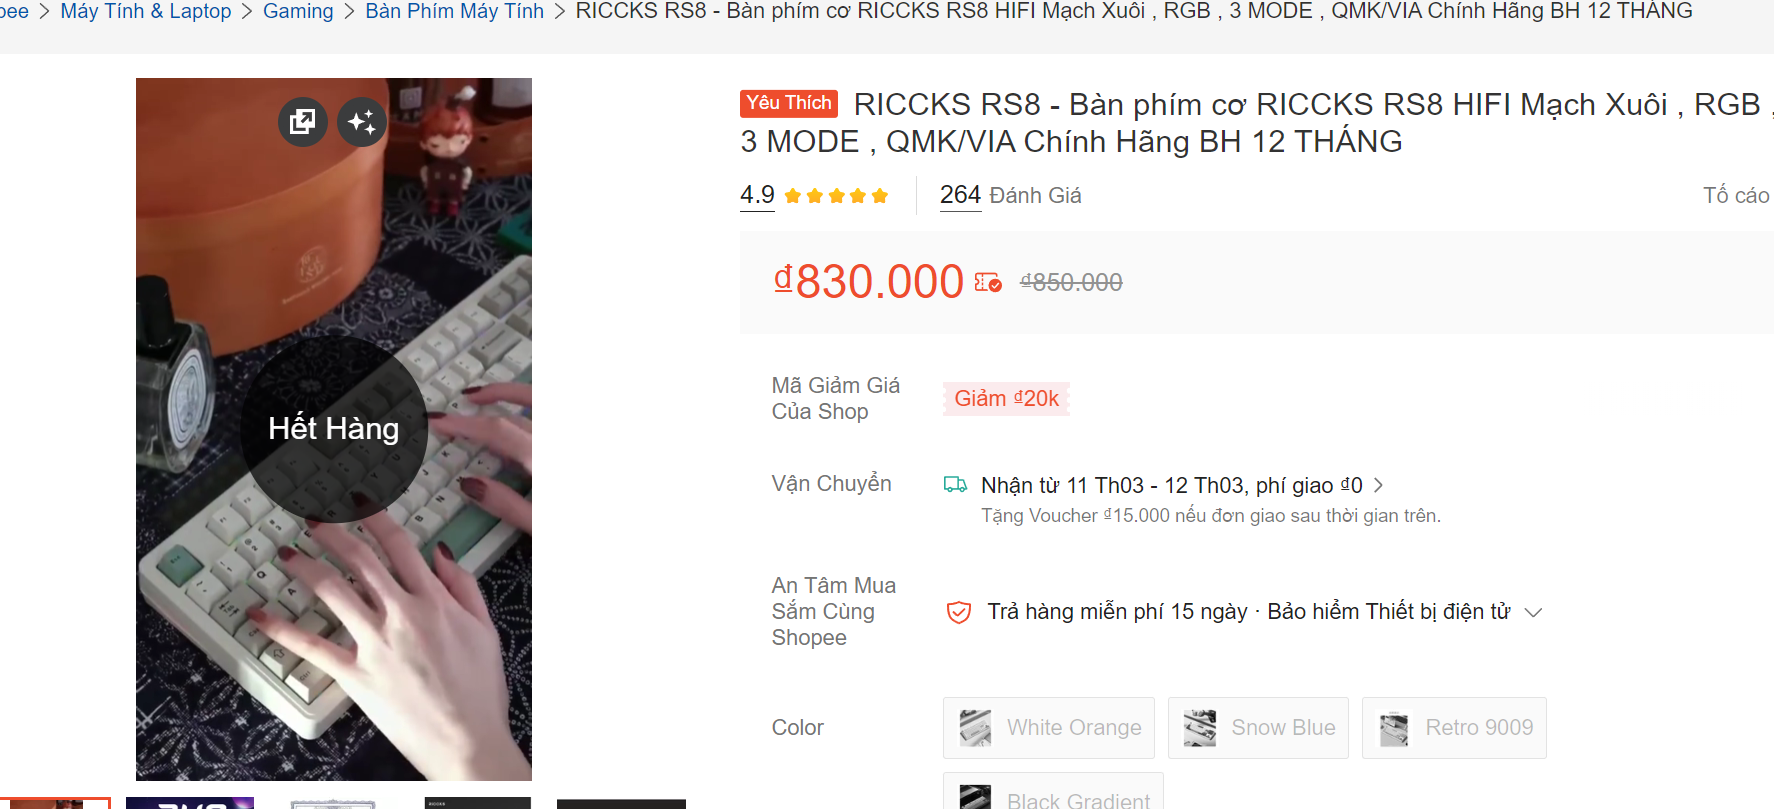 pee > Máy Tính & Laptop > Gaming > Bàn Phím Máy Tính > RICCKS RS8 - Bàn phím cơ RICCKS RS8 HIFI Mạch Xuôi , RGB , 3 MODE , QMK/VIA Chính Hãng BH 12 THÁNG
Yêu Thích RICCKS RS8 - Bàn phím cơ RICCKS RS8 HIFI Mạch Xuôi , RGB ,
3 MODE , QMK/VIA Chính Hãng BH 12 THÁNG
4.9 264 Đánh Giá Tố cáo
₫830.000 ₫850.000
Hết Hàng
Mã Giảm Giá
Của Shop
Giảm ₫20k
Vận Chuyển
Nhận từ 11 Th03 - 12 Th03, phí giao ₫0 >
Tặng Voucher ₫15.000 nếu đơn giao sau thời gian trên.
An Tâm Mua
Sắm Cùng
Shopee
Trả hàng miễn phí 15 ngày · Bảo hiểm Thiết bị điện tử
Color
White Orange
Snow Blue
Retro 9009
Black Gradient